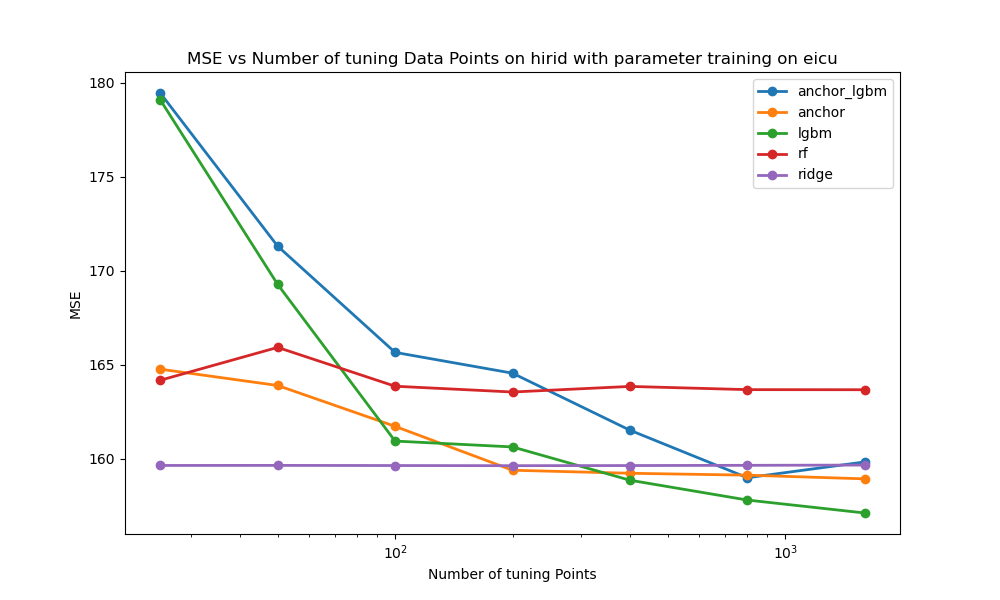 MSE vs Number of tuning Data Points on hirid with parameter training on eicu
180
175
170
165
160
MSE
anchor_lgbm
anchor
lgbm
rf
ridge
10²
10³
Number of tuning Points